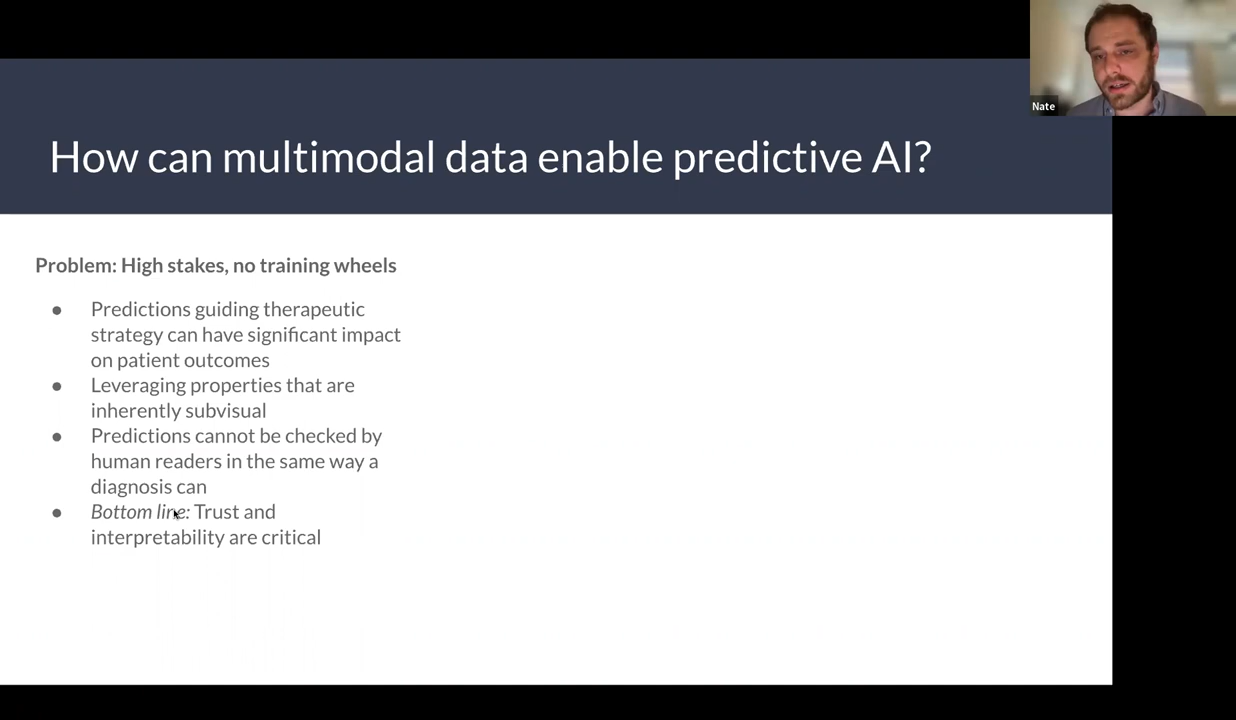 How can multimodal data enable predictive AI?
Nate
Problem: High stakes, no training wheels
● Predictions guiding therapeutic
strategy can have significant impact
on patient outcomes
● Leveraging properties that are
inherently subvisual
● Predictions cannot be checked by
human readers in the same way a
diagnosis can
● Bottom line: Trust and
interpretability are critical